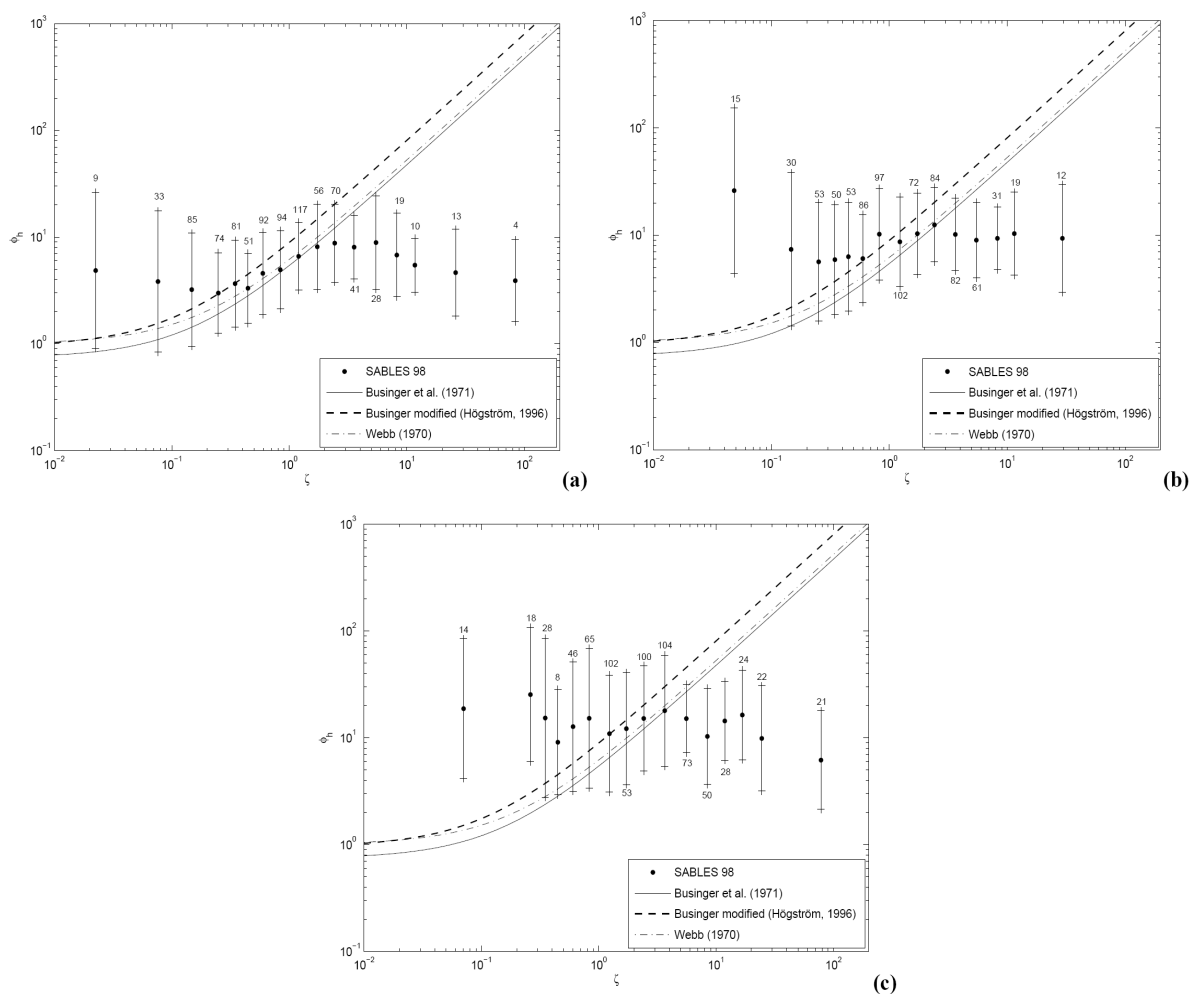 10³
10²
10¹
10⁰
10⁻¹
ϕh
9
33
85
74
81
51
92
94
117
56
70
41
28
19
10
13
4
SABLES 98
Businger et al. (1971)
Businger modified (Högström, 1996)
Webb (1970)
10⁻² 10⁻¹ 10⁰ 10¹ 10²
ζ
(a)
10³
10²
10¹
10⁰
10⁻¹
ϕh
15
30
53 50 53
86
97
102
72
84
82
61
31
19
12
SABLES 98
Businger et al. (1971)
Businger modified (Högström, 1996)
Webb (1970)
10⁻² 10⁻¹ 10⁰ 10¹ 10²
ζ
(b)
10³
10²
10¹
10⁰
10⁻¹
ϕh
14
18
28
8
46
65
102
53
100
104
73
50
28
24
22
21
SABLES 98
Businger et al. (1971)
Businger modified (Högström, 1996)
Webb (1970)
10⁻² 10⁻¹ 10⁰ 10¹ 10²
ζ
(c)